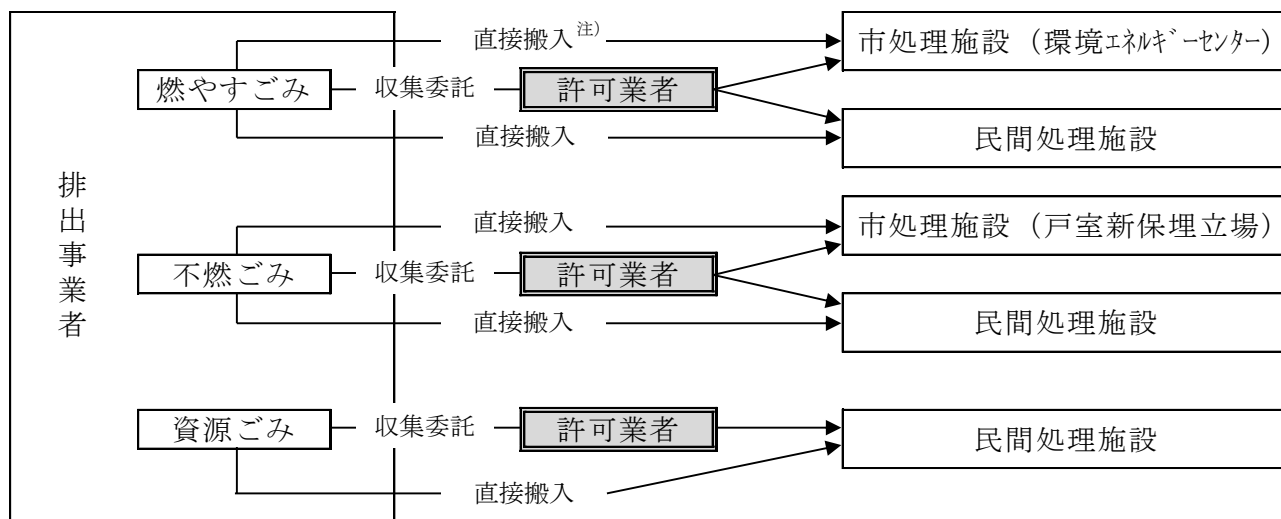 排出事業者
直接搬入注)
市処理施設（環境ｴﾈﾙｷﾞｰセンター）
燃やすごみ
収集委託
許可業者
直接搬入
民間処理施設
直接搬入
市処理施設（戸室新保埋立場）
不燃ごみ
収集委託
許可業者
直接搬入
民間処理施設
資源ごみ
収集委託
許可業者
民間処理施設
直接搬入